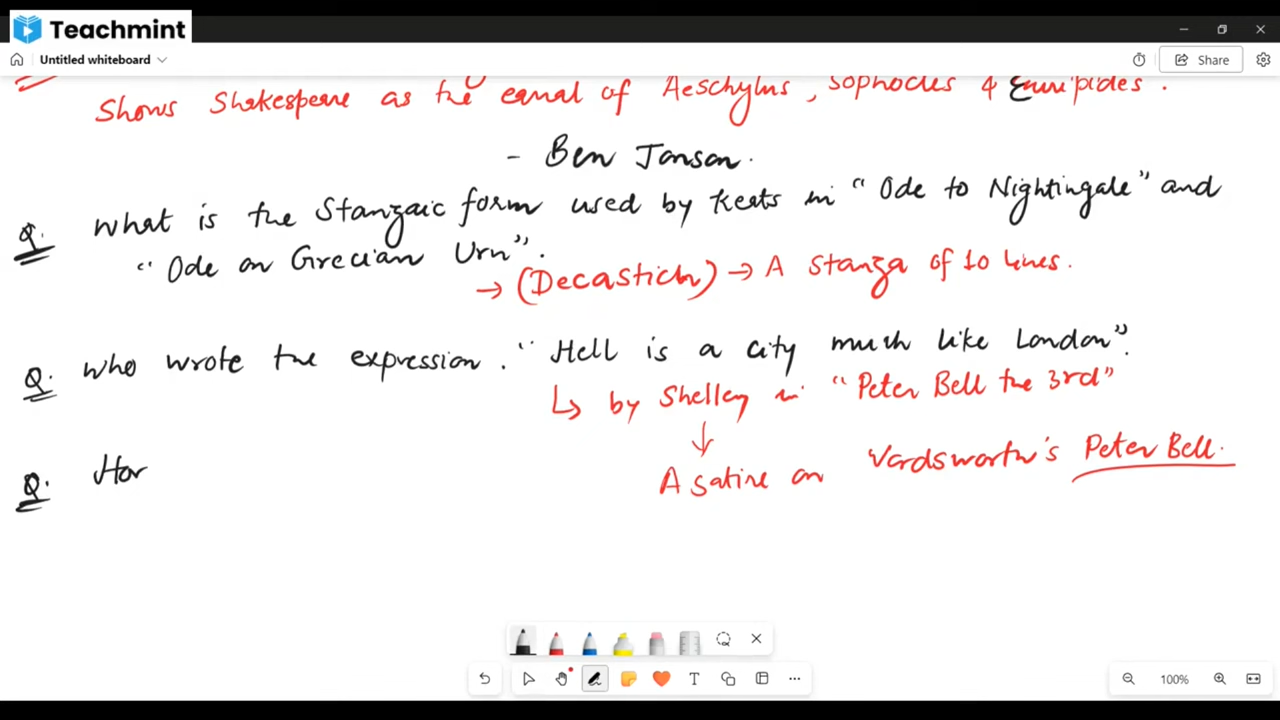 Teachmint
Untitled whiteboard
Share
Shows Shakespeare as the equal of Aeschylus, Sophocles & Euripides.
- Ben Jonson.
Q. What is the Stanzaic form used by Keats in "Ode to Nightingale" and
"Ode on Grecian Urn".
→ (Decastich) → A stanza of 10 lines.
Q. Who wrote the expression. "Hell is a city much like London".
↳ by Shelley in "Peter Bell the 3rd"
↓
A satire on Wordsworth's Peter Bell.
Q. Hor
T
100%